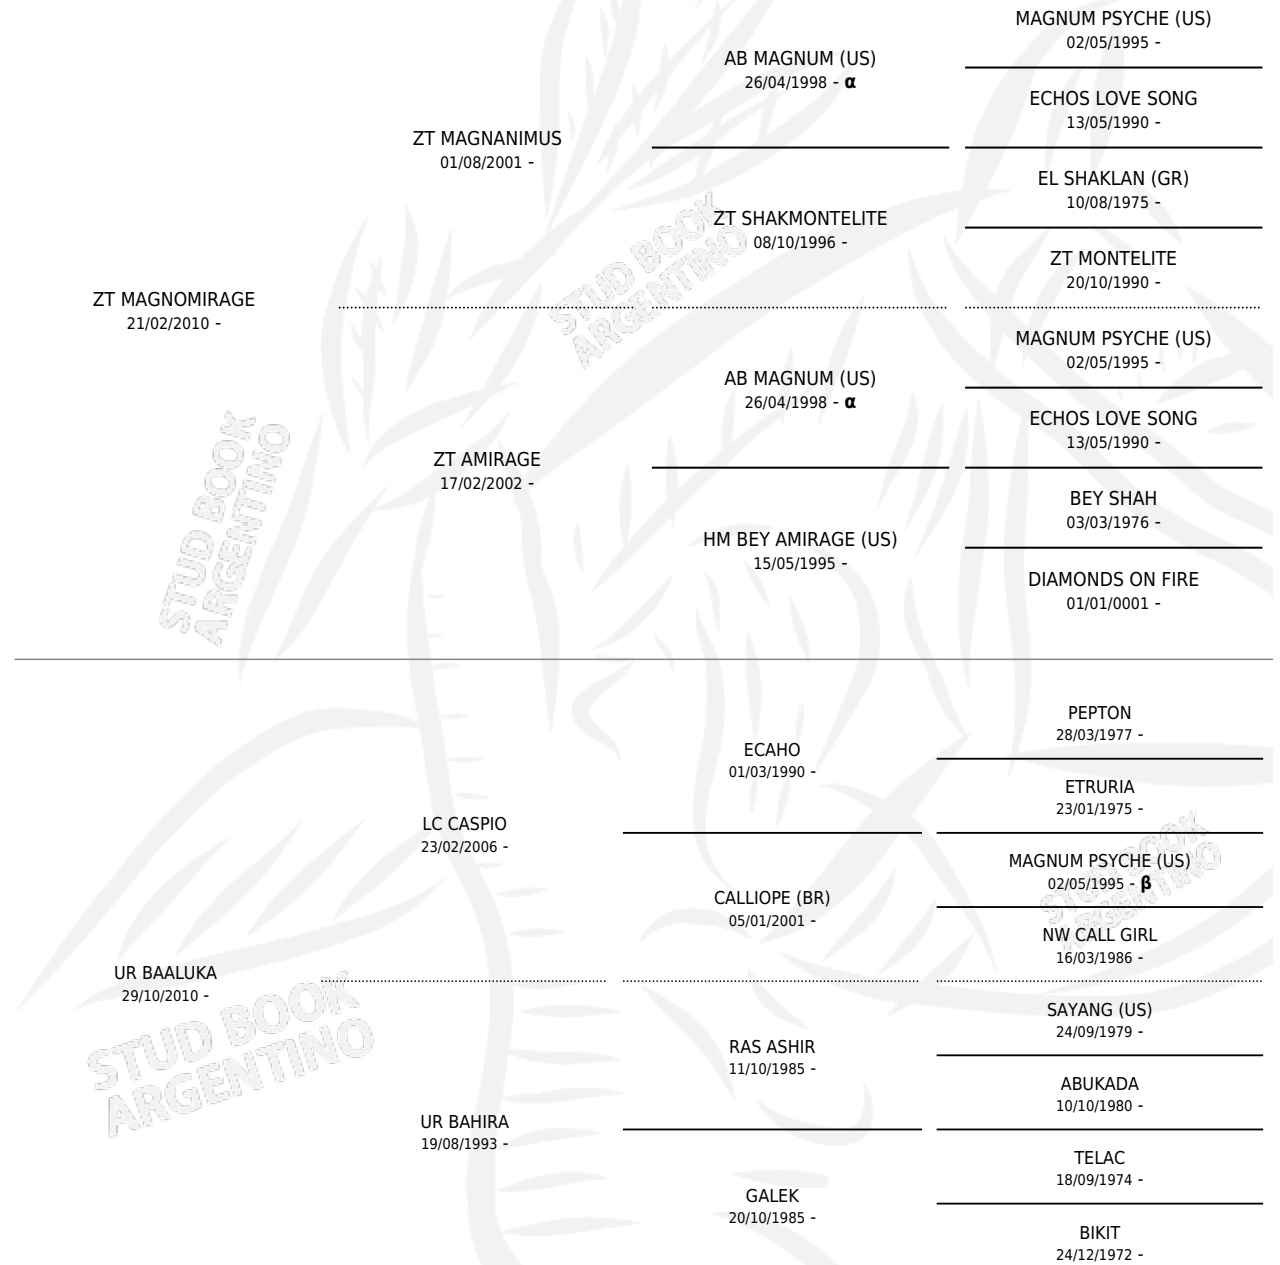 MAGNUM PSYCHE (US)
02/05/1995 -
AB MAGNUM (US)
26/04/1998 - α
ECHOS LOVE SONG
13/05/1990 -
ZT MAGNANIMUS
01/08/2001 -
EL SHAKLAN (GR)
10/08/1975 -
ZT SHAKMONTELITE
08/10/1996 -
ZT MONTELITE
20/10/1990 -
ZT MAGNOMIRAGE
21/02/2010 -
STUD BOOK
ARGENTINO
MAGNUM PSYCHE (US)
02/05/1995 -
AB MAGNUM (US)
26/04/1998 - α
ECHOS LOVE SONG
13/05/1990 -
ZT AMIRAGE
17/02/2002 -
BEY SHAH
03/03/1976 -
HM BEY AMIRAGE (US)
15/05/1995 -
DIAMONDS ON FIRE
01/01/0001 -
STUD BOOK
ARGENTINO
PEPTON
28/03/1977 -
ECAHO
01/03/1990 -
ETRURIA
23/01/1975 -
LC CASPIO
23/02/2006 -
MAGNUM PSYCHE (US)
02/05/1995 - β
CALLIOPE (BR)
05/01/2001 -
NW CALL GIRL
16/03/1986 -
STUD BOOK
ARGENTINO
UR BAALUKA
29/10/2010 -
STUD BOOK
ARGENTINO
SAYANG (US)
24/09/1979 -
RAS ASHIR
11/10/1985 -
ABUKADA
10/10/1980 -
UR BAHIRA
19/08/1993 -
TELAC
18/09/1974 -
GALEK
20/10/1985 -
BIKIT
24/12/1972 -